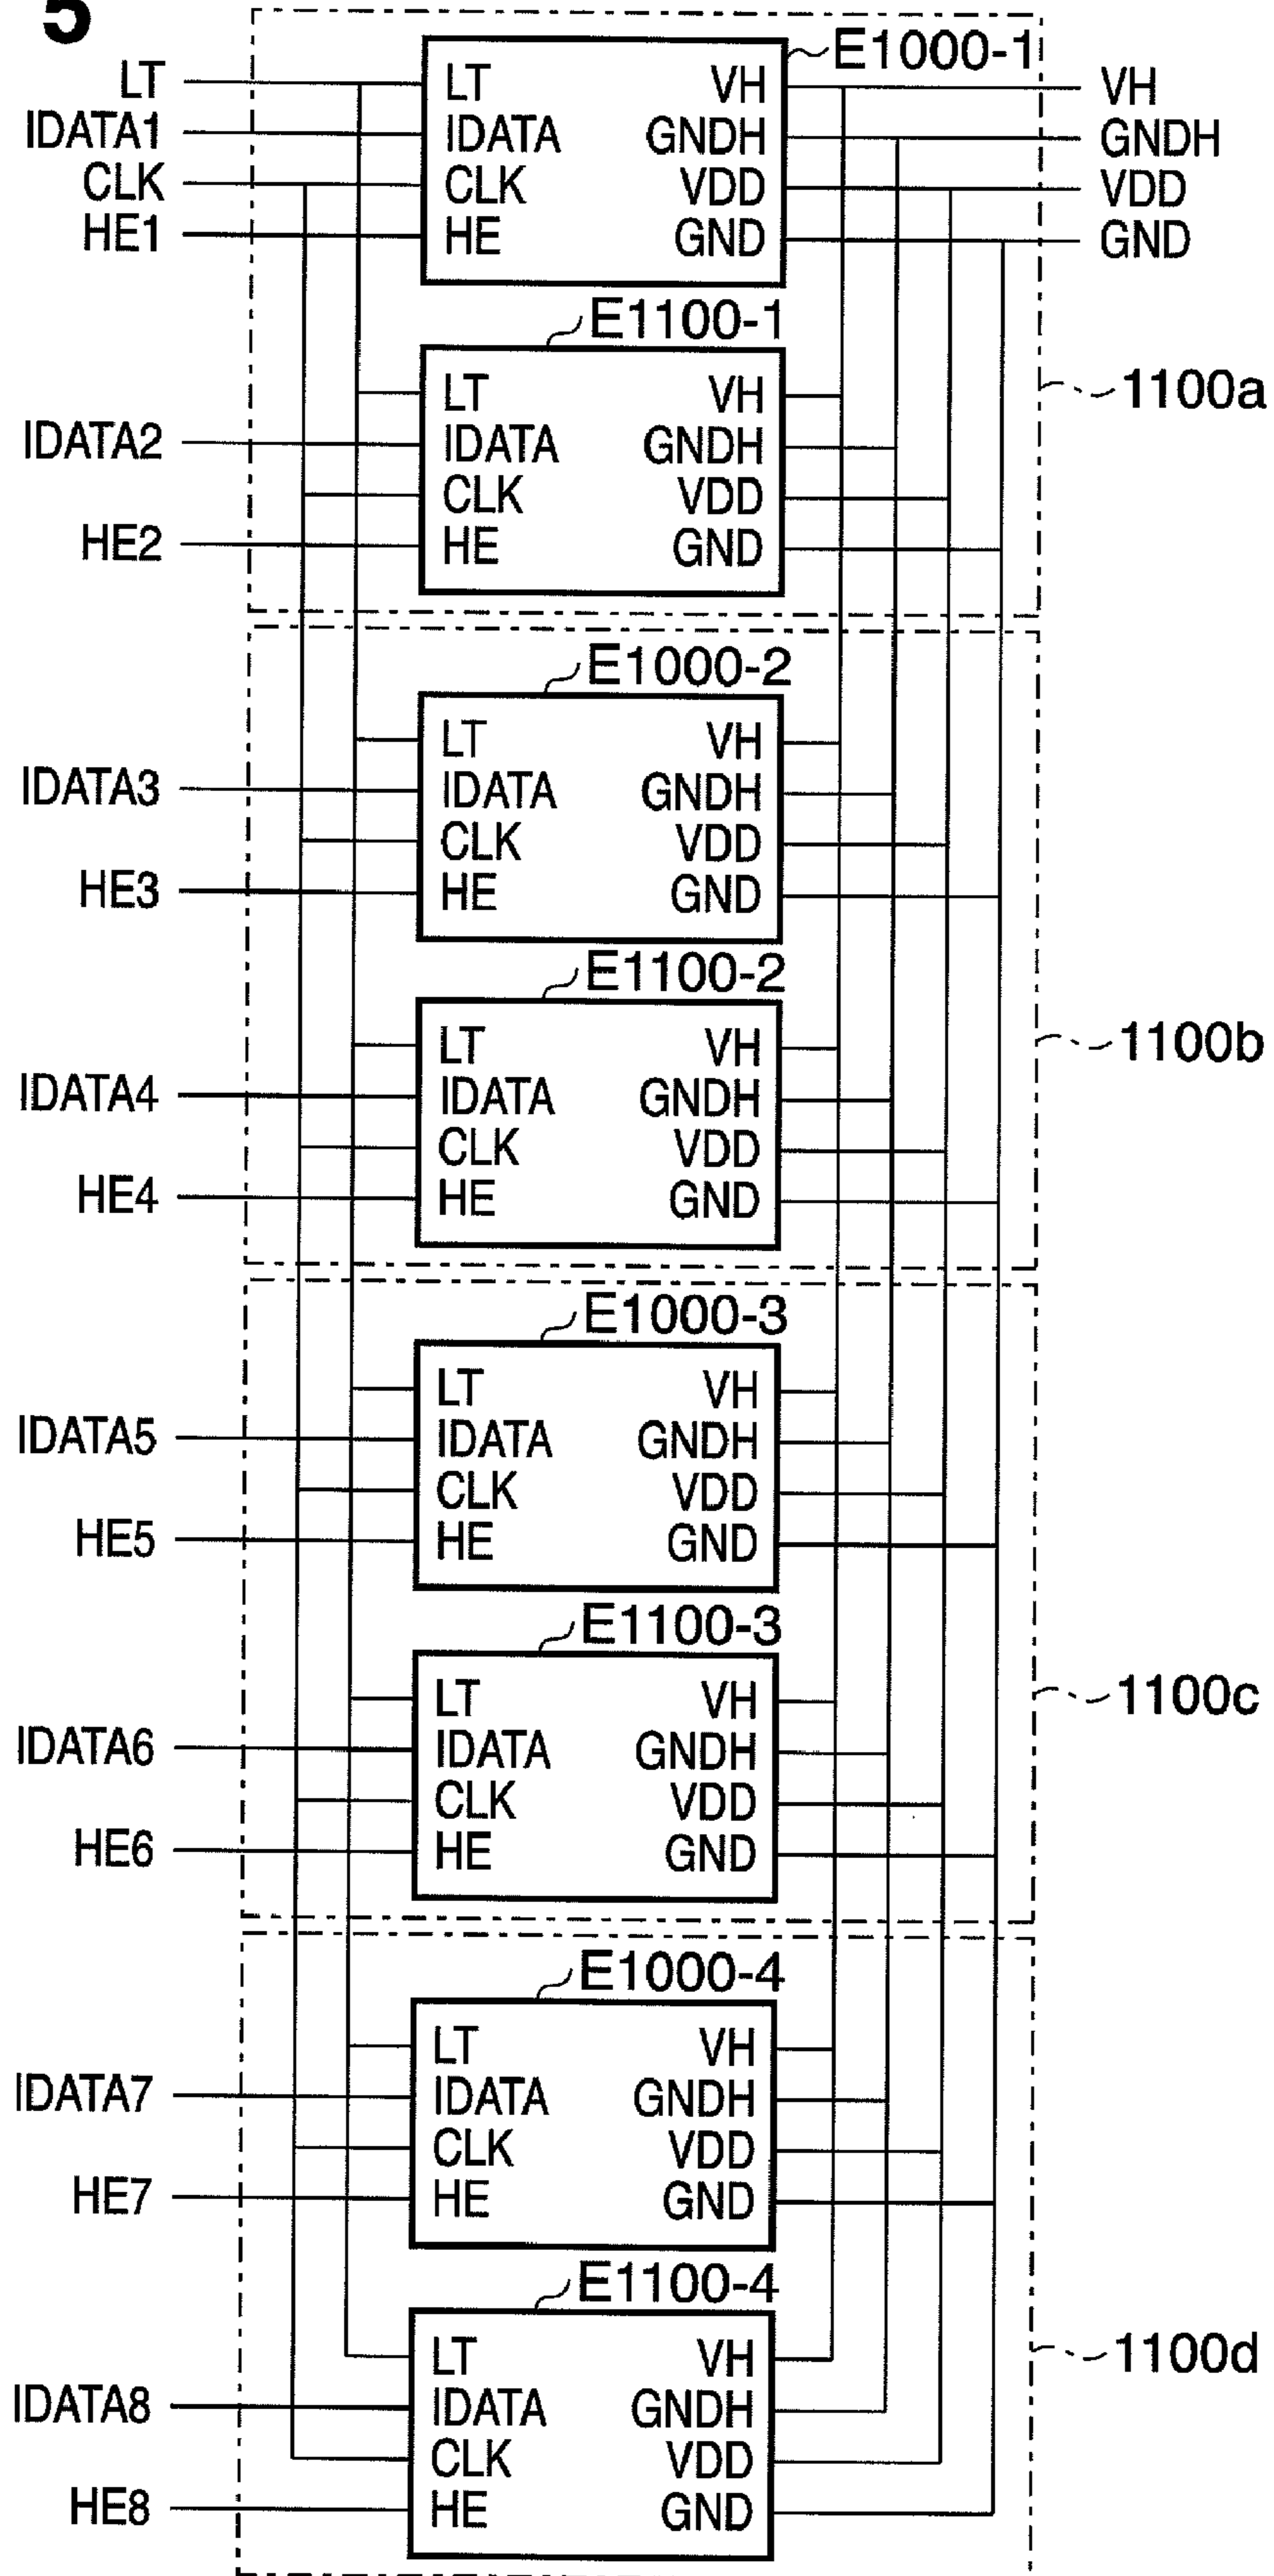 5
E1000-1
LT LT VH VH
IDATA1 IDATA GNDH GNDH
CLK CLK VDD VDD
HE1 HE GND GND
E1100-1
LT VH
1100a
IDATA2 IDATA GNDH
CLK VDD
HE2 HE GND
E1000-2
LT VH
IDATA3 IDATA GNDH
CLK VDD
HE3 HE GND
E1100-2
LT VH
1100b
IDATA4 IDATA GNDH
CLK VDD
HE4 HE GND
E1000-3
LT VH
IDATA5 IDATA GNDH
CLK VDD
HE5 HE GND
E1100-3
LT VH
1100c
IDATA6 IDATA GNDH
CLK VDD
HE6 HE GND
E1000-4
LT VH
IDATA7 IDATA GNDH
CLK VDD
HE7 HE GND
E1100-4
LT VH
1100d
IDATA8 IDATA GNDH
CLK VDD
HE8 HE GND